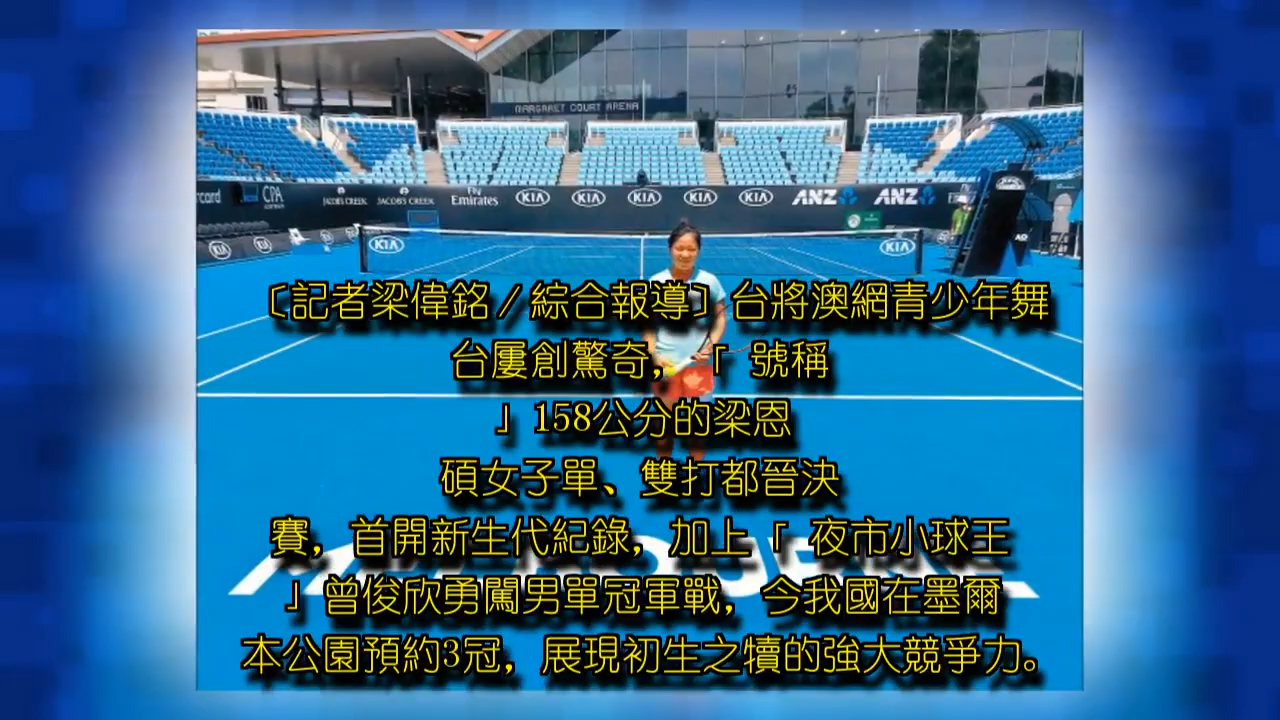 MARGARET COURT ARENA
CPA
JACOB'S CREEK
JACOB'S CREEK
Fly Emirates
KIA
KIA
KIA
KIA
KIA
ANZ
ANZ
KIA
KIA
KIA
KIA
〔記者梁偉銘／綜合報導〕台將澳網青少年舞
台屢創驚奇，「 號稱
」158公分的梁恩
碩女子單、雙打都晉決
賽，首開新生代紀錄，加上「 夜市小球王
」曾俊欣勇闖男單冠軍戰，今我國在墨爾
本公園預約3冠，展現初生之犢的強大競爭力。